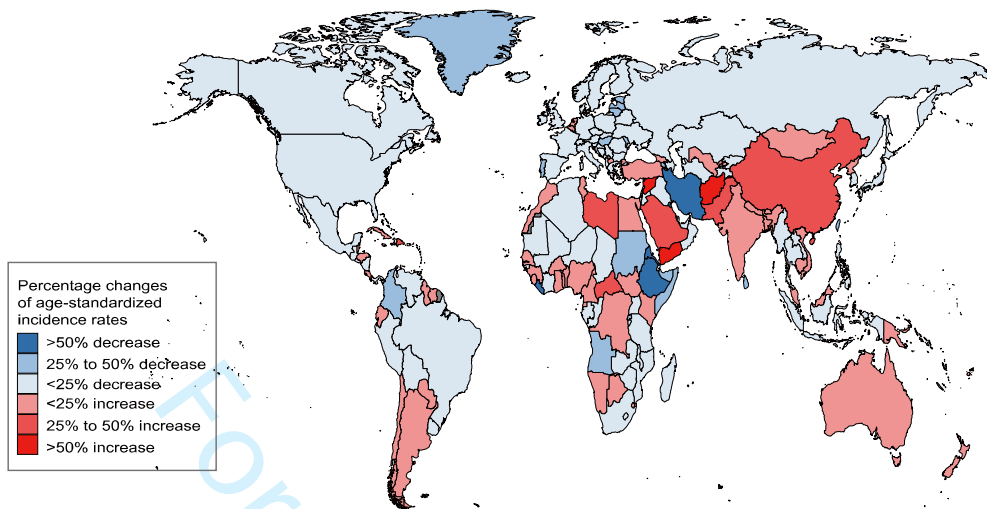 Percentage changes
of age-standardized
incidence rates
>50% decrease
25% to 50% decrease
<25% decrease
<25% increase
25% to 50% increase
>50% increase
For